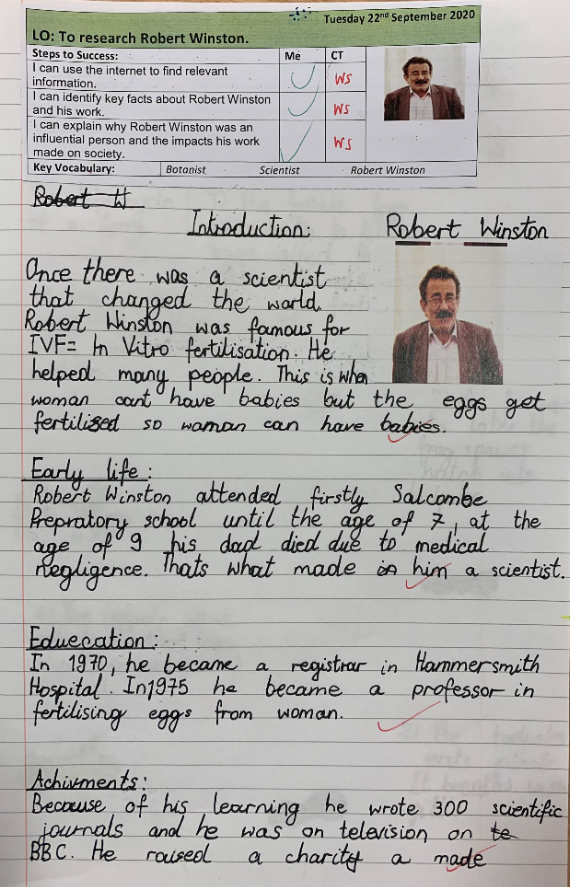 Tuesday 22nd September 2020
LO: To research Robert Winston.
Steps to Success: Me CT
I can use the internet to find relevant information. WS
I can identify key facts about Robert Winston and his work. WS
I can explain why Robert Winston was an influential person and the impacts his work made on society. WS
Key Vocabulary: Botanist Scientist Robert Winston
Robert W
Introduction: Robert Winston
Once there was a scientist
that changed the world.
Robert Winston was famous for
IVF= In Vitro fertilisation. He
helped many people. This is when
woman cant have babies but the eggs get
fertilised so woman can have babies.
Early life:
Robert Winston attended firstly Salcombe
Prepratory school until the age of 7, at the
age of 9 his dad died due to medical
negligence. Thats what made in him a scientist.
Eduecation:
In 1970, he became a registrar in Hammersmith
Hospital. In1975 he became a professor in
fertilising eggs from woman.
Achivments:
Because of his learning he wrote 300 scientific
journals and he was on television on te
BBC. He raised a charity a made